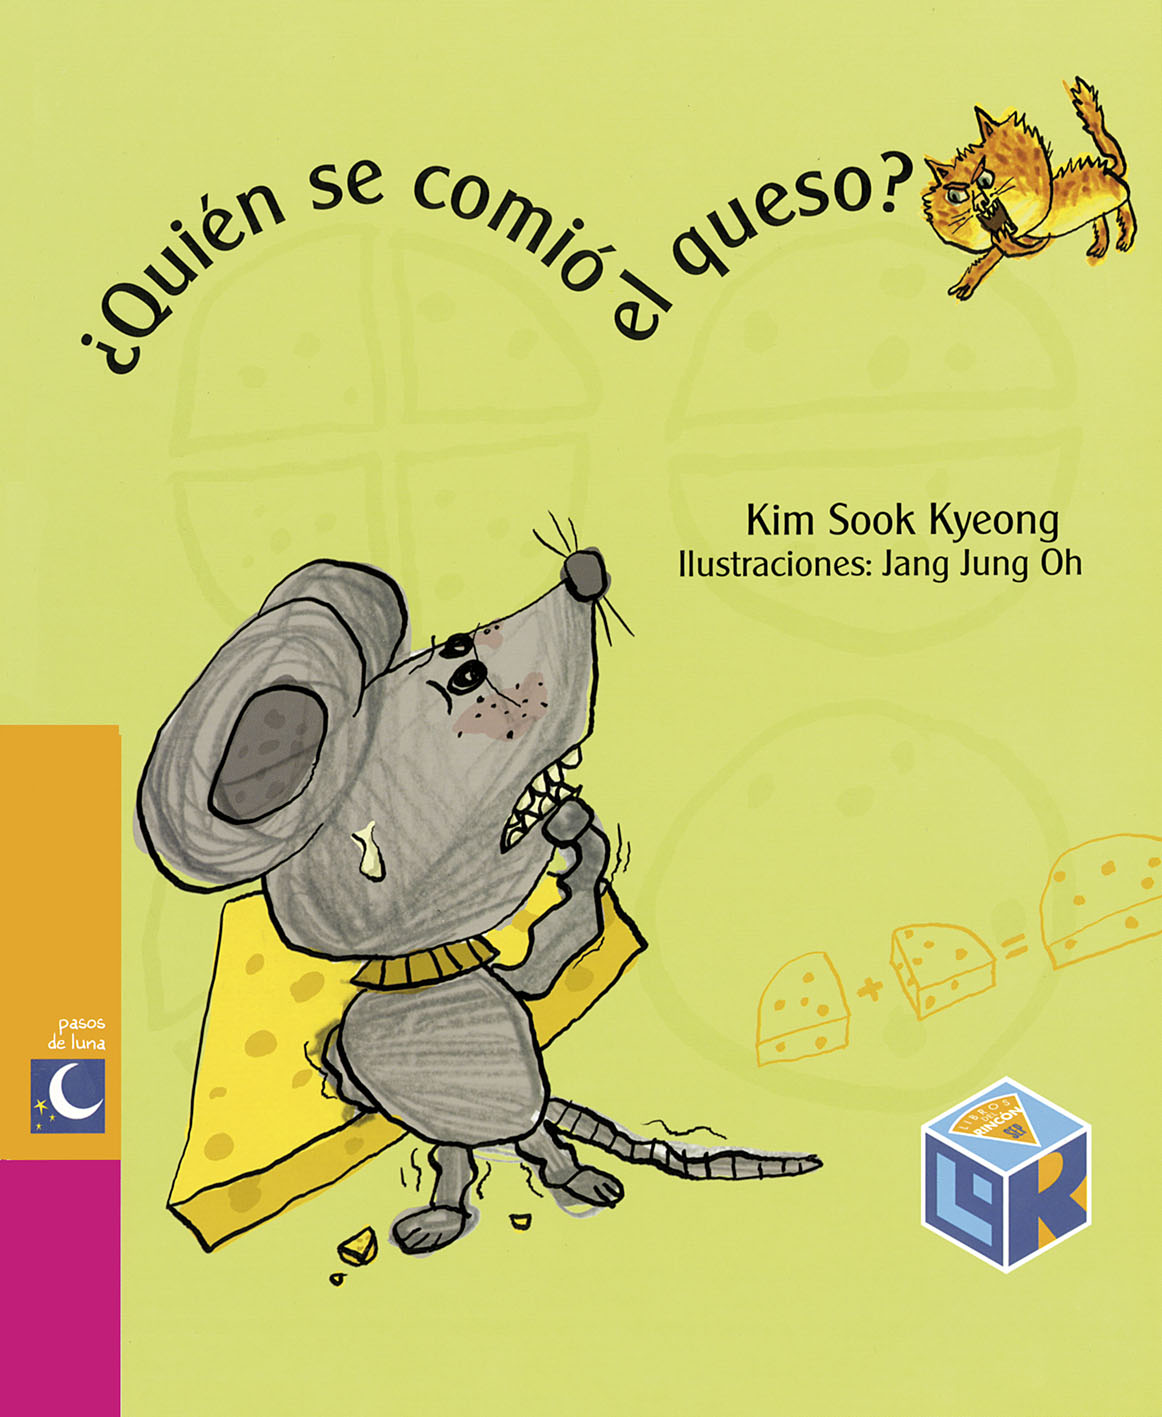 ¿Quién se comió el queso?
Kim Sook Kyeong
Ilustraciones: Jang Jung Oh
+ =
pasos
de luna
LIBROS
DEL
RINCÓN
SEP
L R